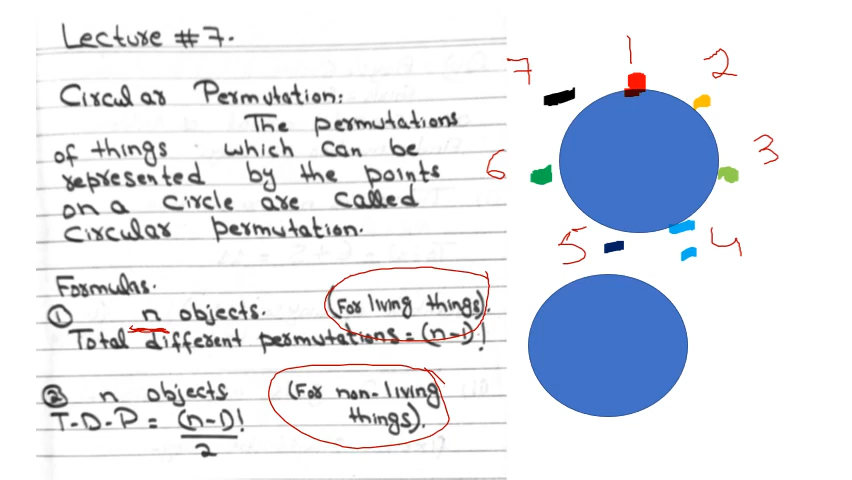 Lecture #7.
Circular Permutation:
The permutations
of things which can be
represented by the points
on a circle are called
circular permutation.
Formulas.
① n objects. (For living things).
Total different permutations = (n-1)!
② n objects (For non-living
T-D-P = (n-1)! things).
2
1
7
2
3
6
5
4